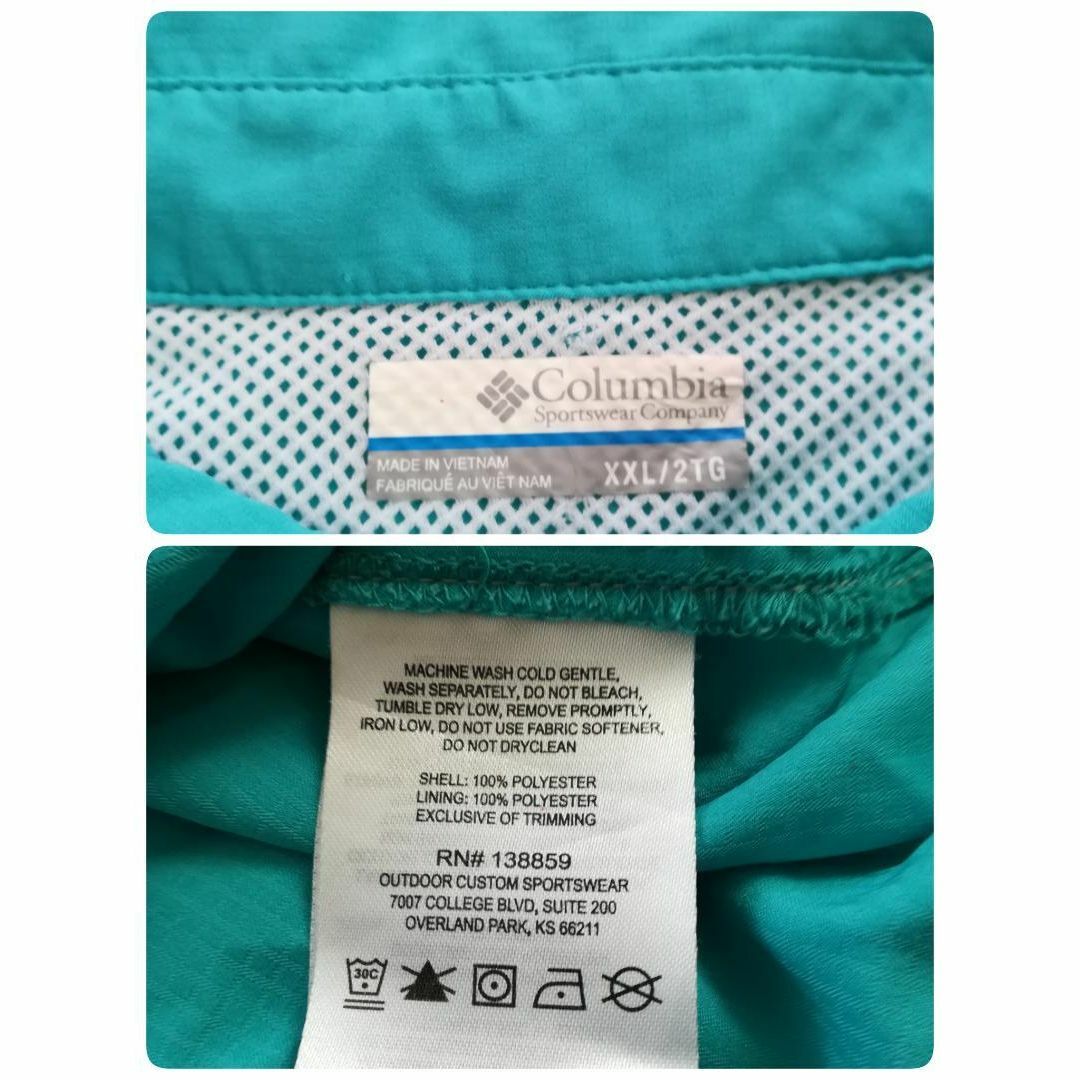 Columbia
Sportswear Company
MADE IN VIETNAM
FABRIQUÉ AU VIÊT NAM
XXL/2TG
MACHINE WASH COLD GENTLE,
WASH SEPARATELY, DO NOT BLEACH,
TUMBLE DRY LOW, REMOVE PROMPTLY,
IRON LOW, DO NOT USE FABRIC SOFTENER,
DO NOT DRYCLEAN
SHELL: 100% POLYESTER
LINING: 100% POLYESTER
EXCLUSIVE OF TRIMMING
RN# 138859
OUTDOOR CUSTOM SPORTSWEAR
7007 COLLEGE BLVD, SUITE 200
OVERLAND PARK, KS 66211
30C